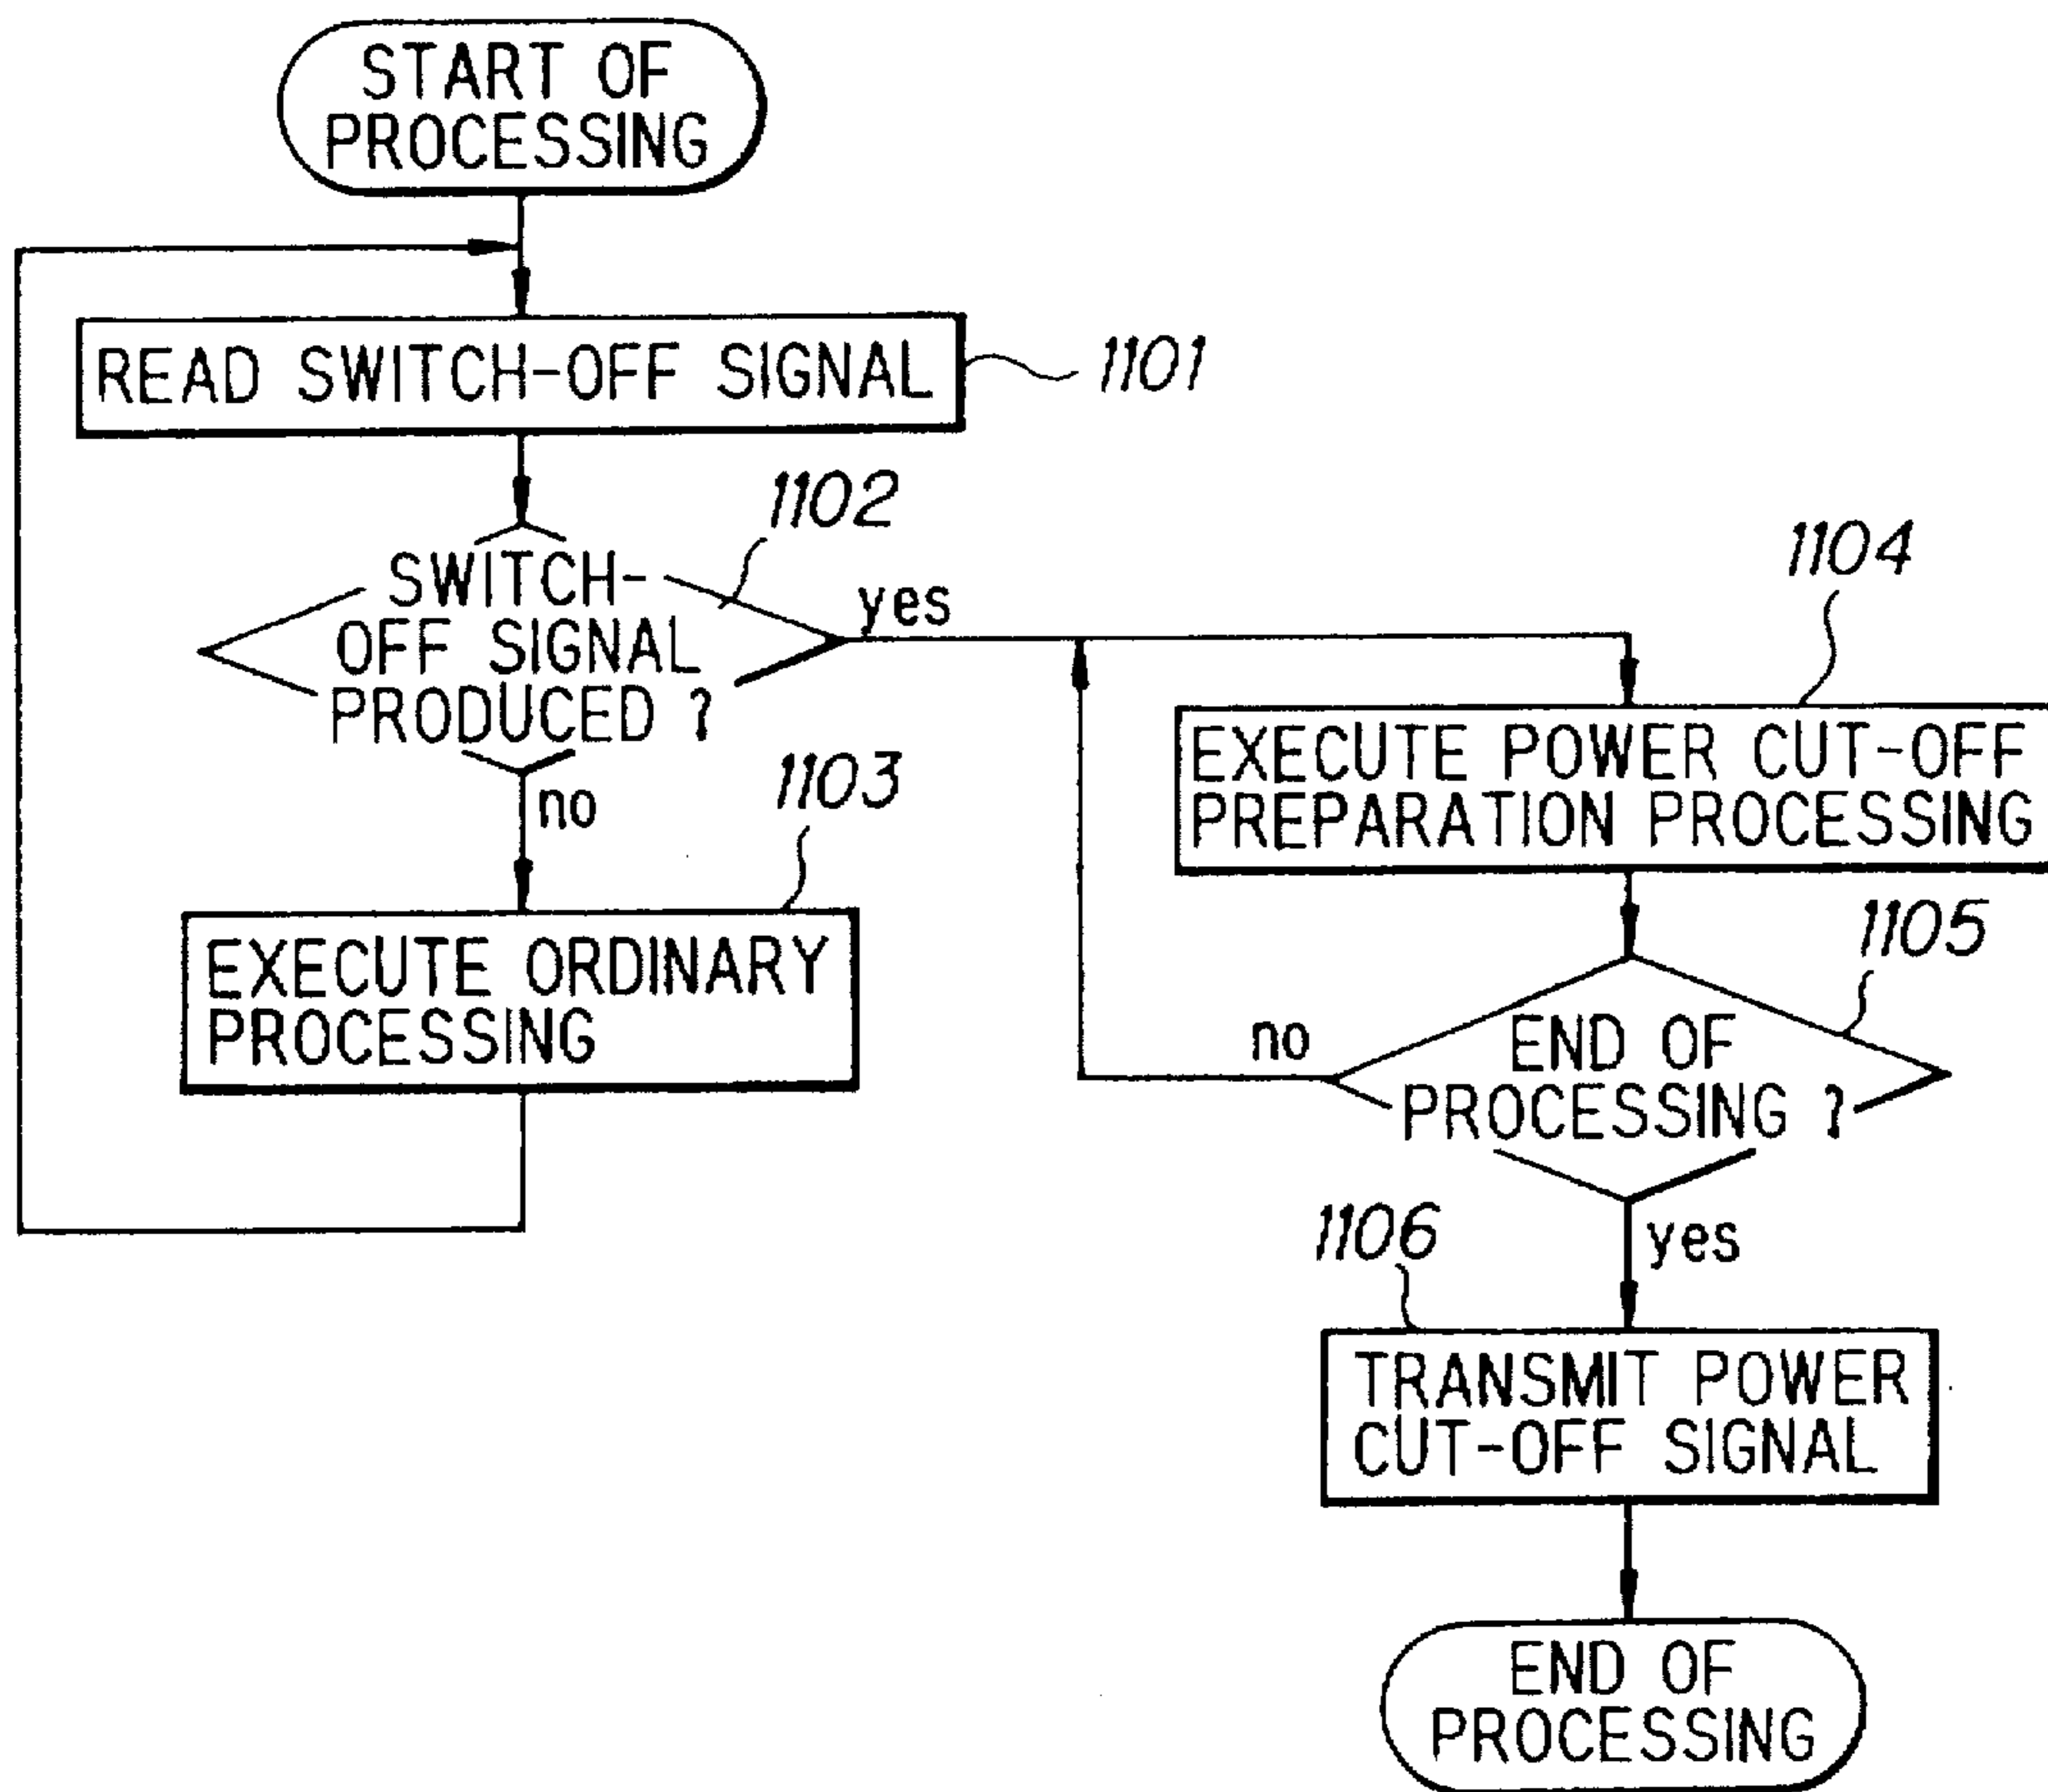 START OF
PROCESSING
READ SWITCH-OFF SIGNAL
1101
1102
SWITCH-
OFF SIGNAL
PRODUCED ?
yes
no
1103
EXECUTE ORDINARY
PROCESSING
1104
EXECUTE POWER CUT-OFF
PREPARATION PROCESSING
1105
END OF
PROCESSING ?
no
yes
1106
TRANSMIT POWER
CUT-OFF SIGNAL
END OF
PROCESSING